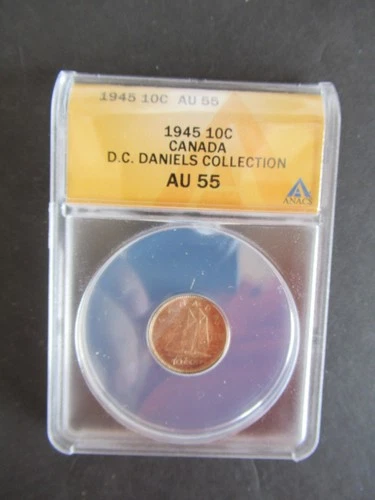 1945 10C AU 55
1945 10C
CANADA
D.C. DANIELS COLLECTION
AU 55
ANACS